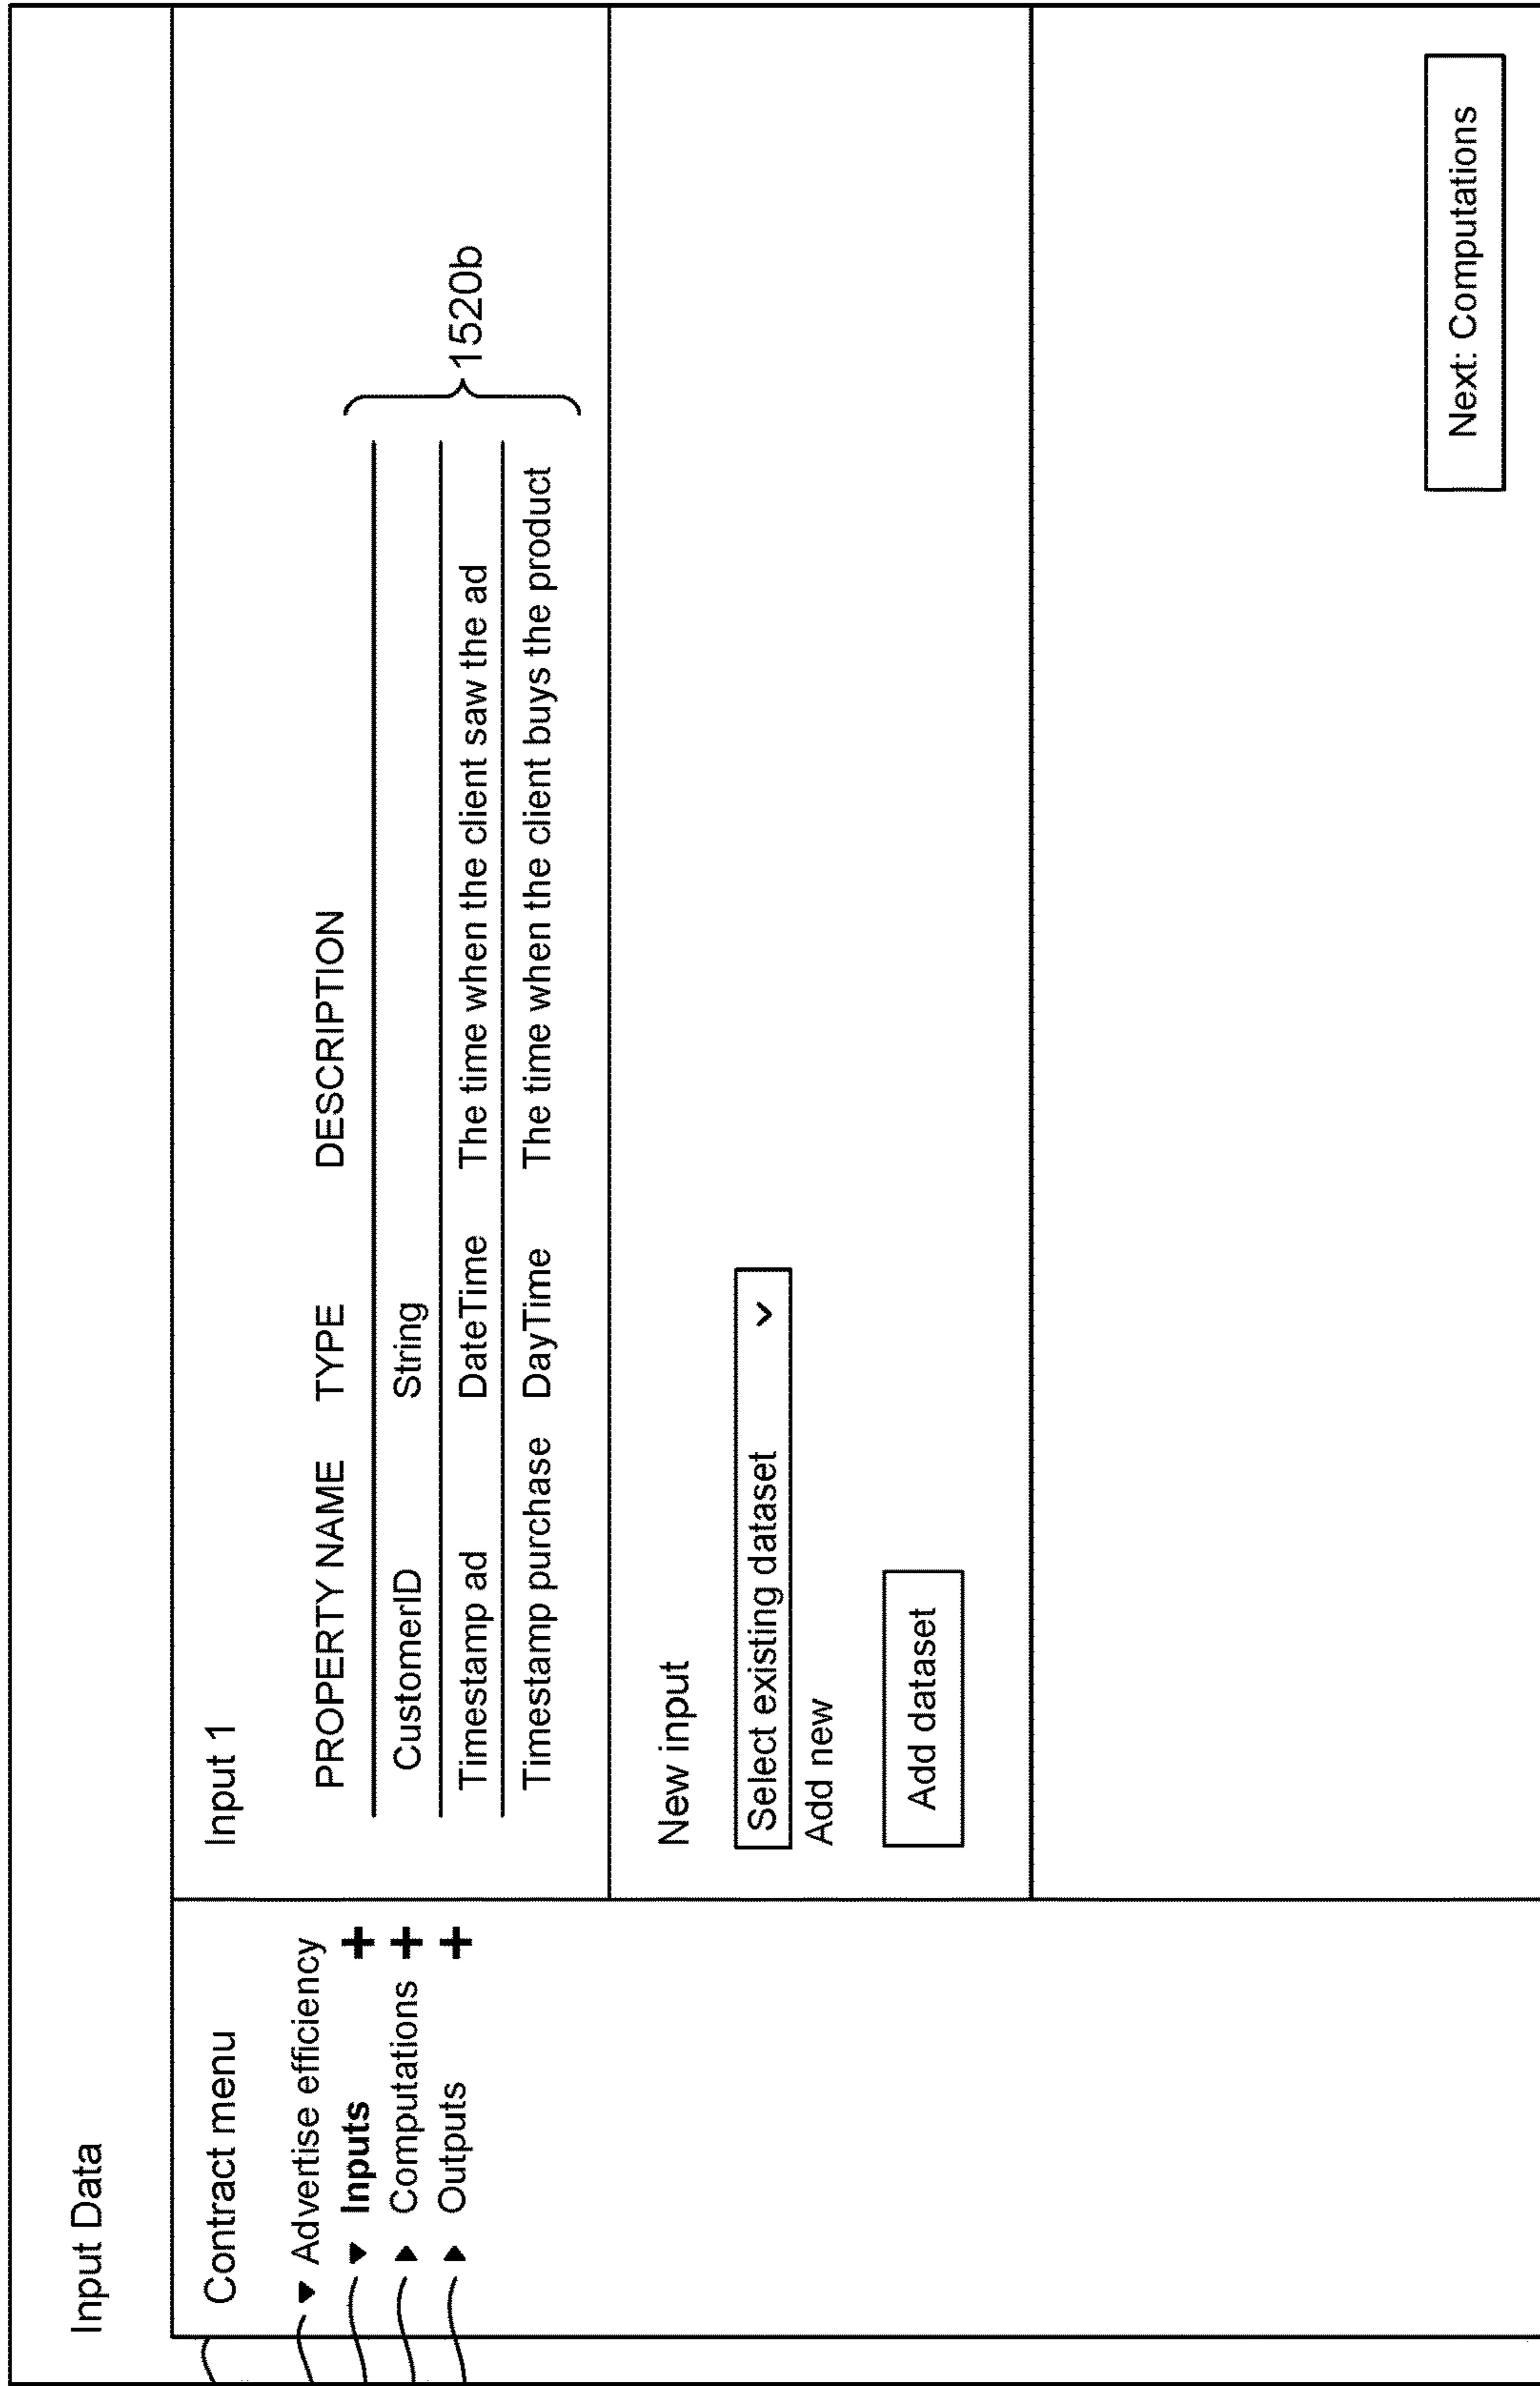 Input Data
Contract menu
Advertise efficiency
Inputs +
Computations +
Outputs +
Input 1
PROPERTY NAME TYPE DESCRIPTION
CustomerID String
Timestamp ad DateTime The time when the client saw the ad
Timestamp purchase DayTime The time when the client buys the product
1520b
New input
Select existing dataset
Add new
Add dataset
Next: Computations